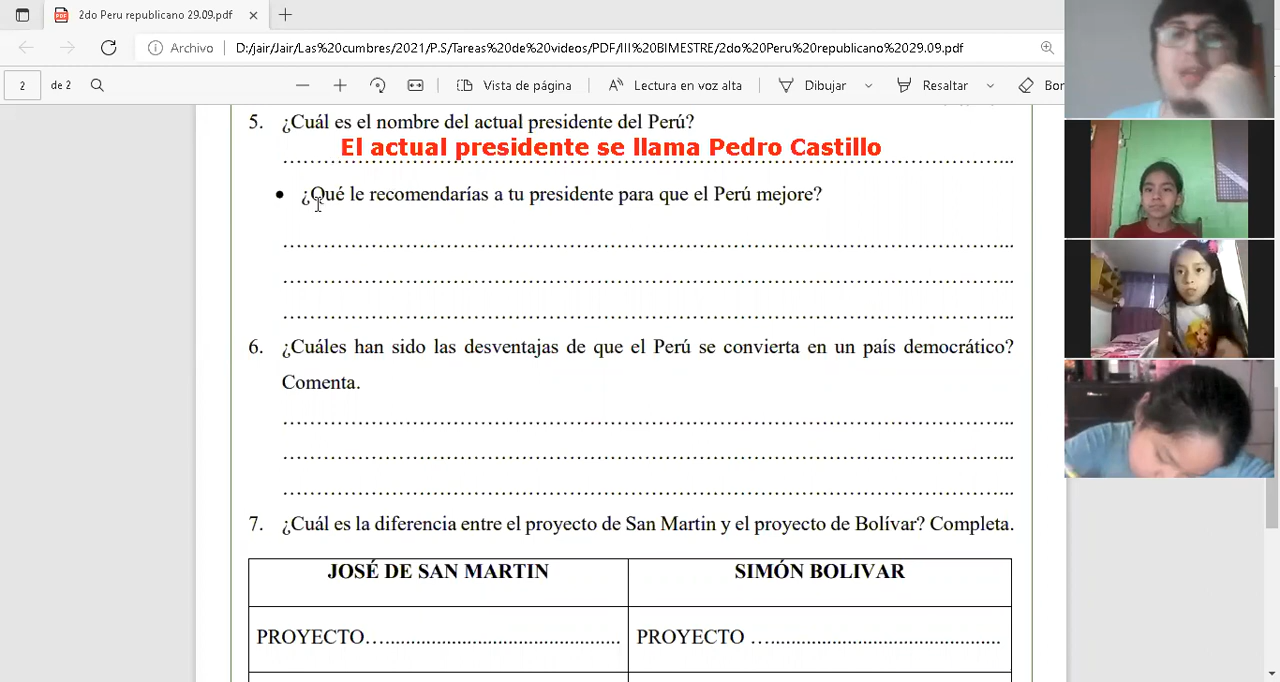 2do Peru republicano 29.09.pdf
Archivo D:/jair/Jair/Las%20cumbres/2021/P.S/Tareas%20de%20videos/PDF/III%20BIMESTRE/2do%20Peru%20republicano%2029.09.pdf
2 de 2 Vista de página Lectura en voz alta Dibujar Resaltar Bor
5. ¿Cuál es el nombre del actual presidente del Perú?
El actual presidente se llama Pedro Castillo
• ¿Qué le recomendarías a tu presidente para que el Perú mejore?
6. ¿Cuáles han sido las desventajas de que el Perú se convierta en un país democrático?
Comenta.
7. ¿Cuál es la diferencia entre el proyecto de San Martin y el proyecto de Bolívar? Completa.
JOSÉ DE SAN MARTIN SIMÓN BOLIVAR
PROYECTO…............................................. PROYECTO …............................................